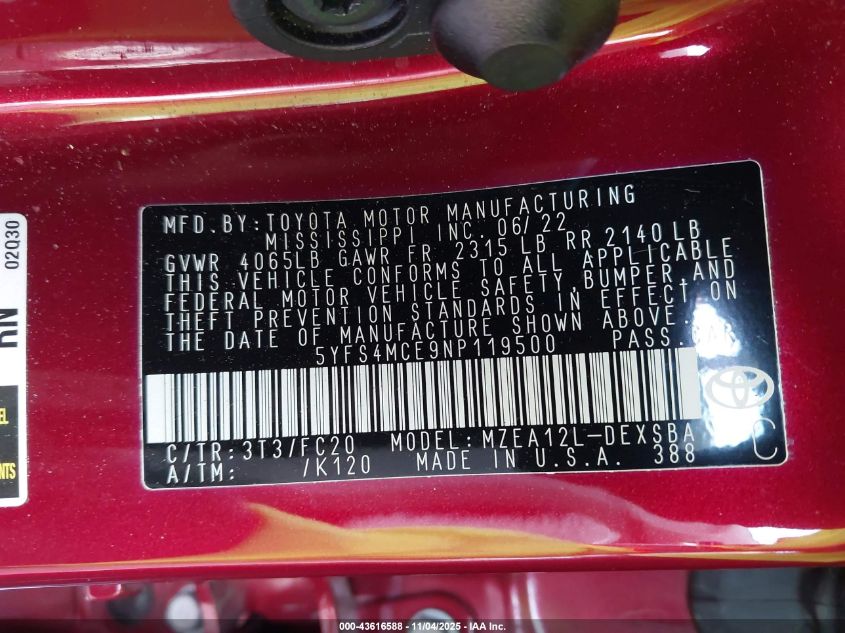 MFD. BY: TOYOTA MOTOR MANUFACTURING
MISSISSIPPI INC. 06/22
GVWR 4065LB GAWR FR 2315 LB RR 2140 LB
THIS VEHICLE CONFORMS TO ALL APPLICABLE
FEDERAL MOTOR VEHICLE SAFETY, BUMPER AND
THEFT PREVENTION STANDARDS IN EFFECT ON
THE DATE OF MANUFACTURE SHOWN ABOVE.
5YFS4MCE9NP119500 PASS. CAR
C/TR: 3T3/FC20 MODEL: MZEA12L-DEXSBA
A/TM: /K120 MADE IN U.S.A. 388
C
02Q30
000-43616588 — 11/04/2025 — IAA Inc.